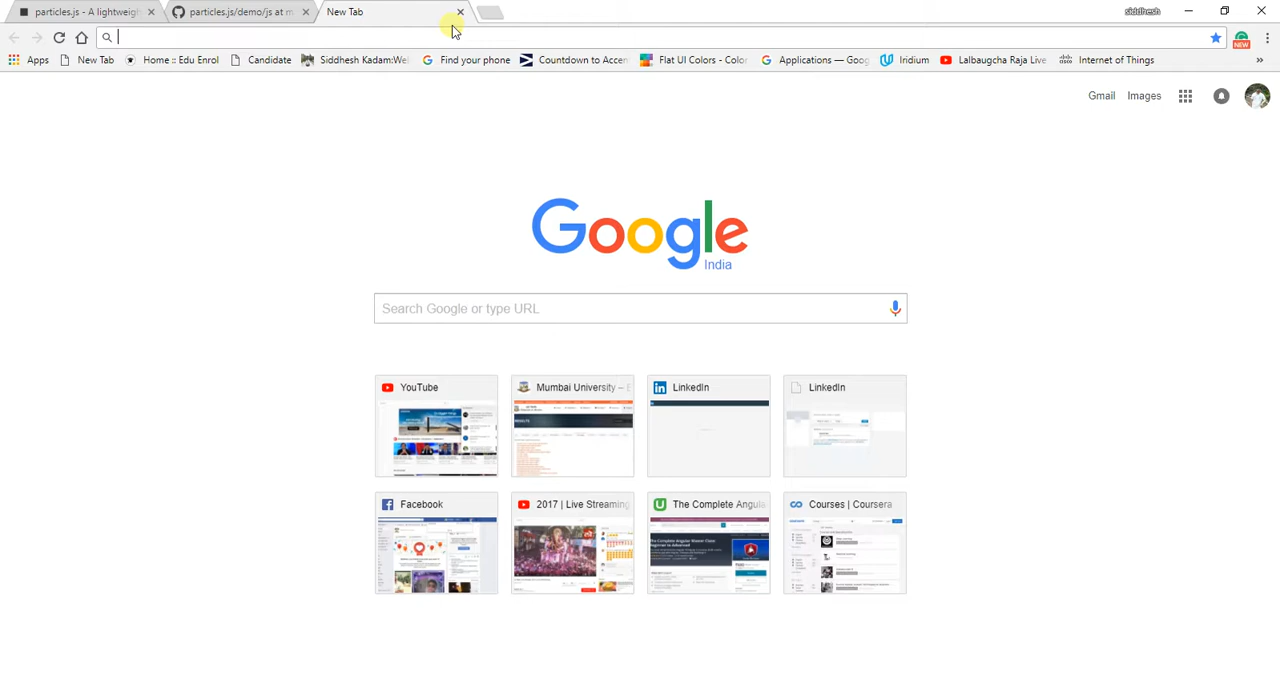 particles.js - A lightweigh
particles.js/demo/js at m
New Tab
siddhesh
Apps
New Tab
Home :: Edu Enrol
Candidate
Siddhesh Kadam:We
Find your phone
Countdown to Accen
Flat UI Colors - Color
Applications — Goog
Iridium
Lalbaugcha Raja Live
Internet of Things
»
NEW
Gmail
Images
Google
India
Search Google or type URL
YouTube
Mumbai University – E
LinkedIn
LinkedIn
Facebook
2017 | Live Streaming
The Complete Angula
Courses | Coursera